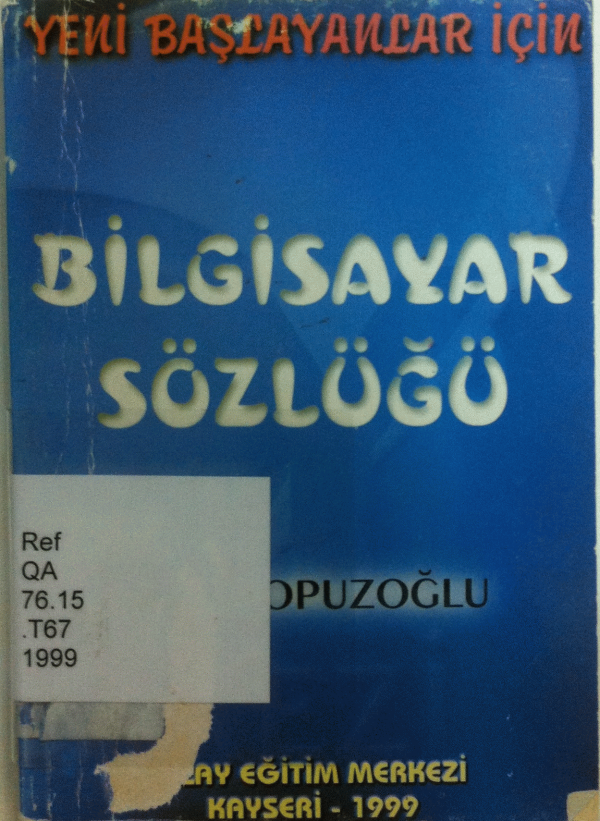 YENİ BAŞLAYANLAR İÇİN
BİLGİSAYAR
SÖZLÜĞÜ
Ref
QA
76.15
.T67
1999
OPUZOĞLU
EĞİTİM MERKEZİ
KAYSERİ - 1999